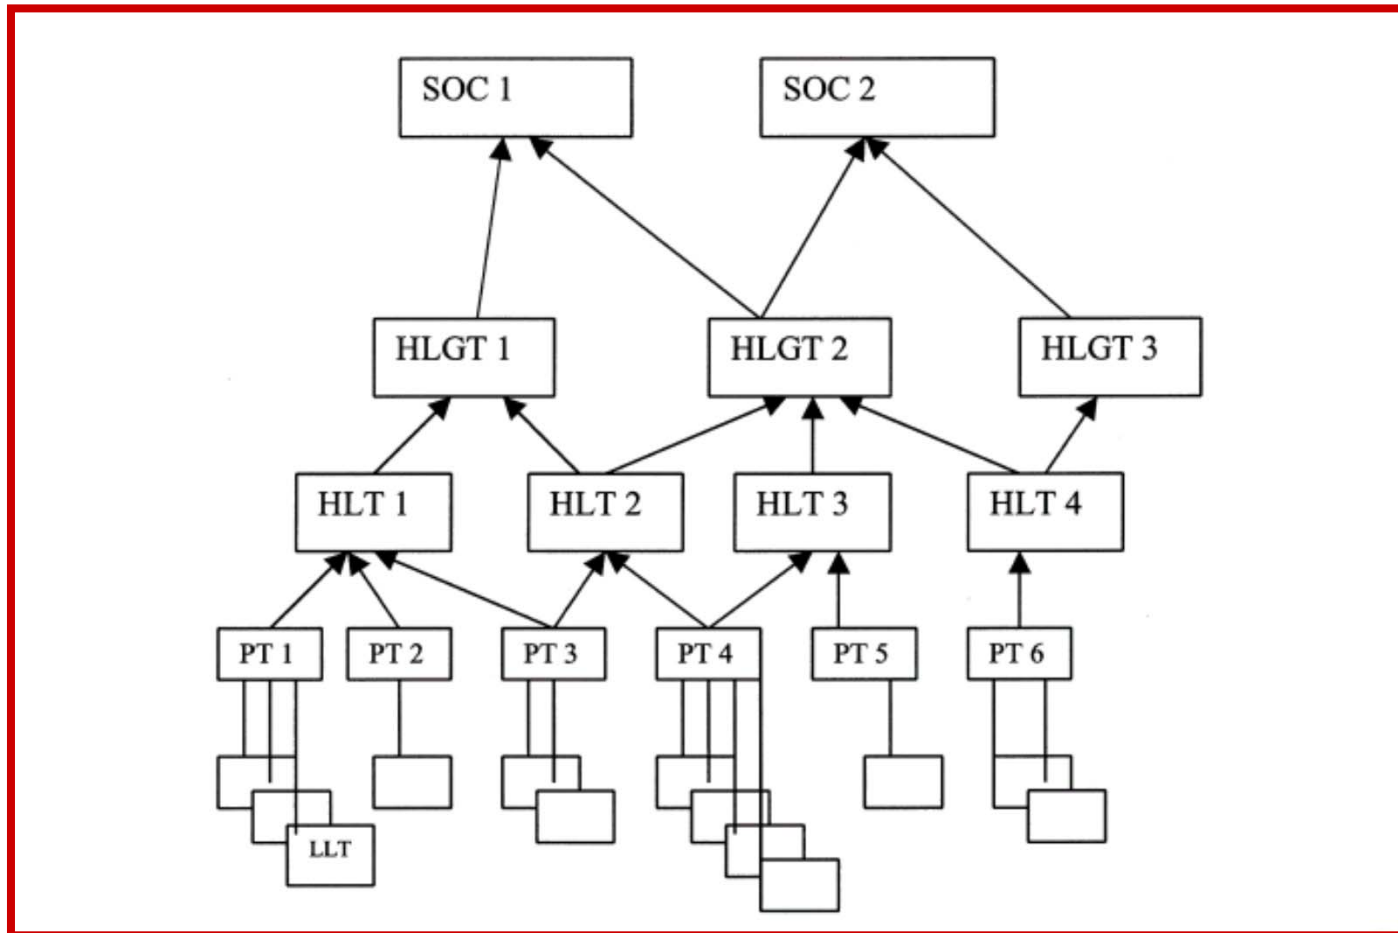 SOC 1
SOC 2
HLGT 1
HLGT 2
HLGT 3
HLT 1
HLT 2
HLT 3
HLT 4
PT 1
PT 2
PT 3
PT 4
PT 5
PT 6
LLT